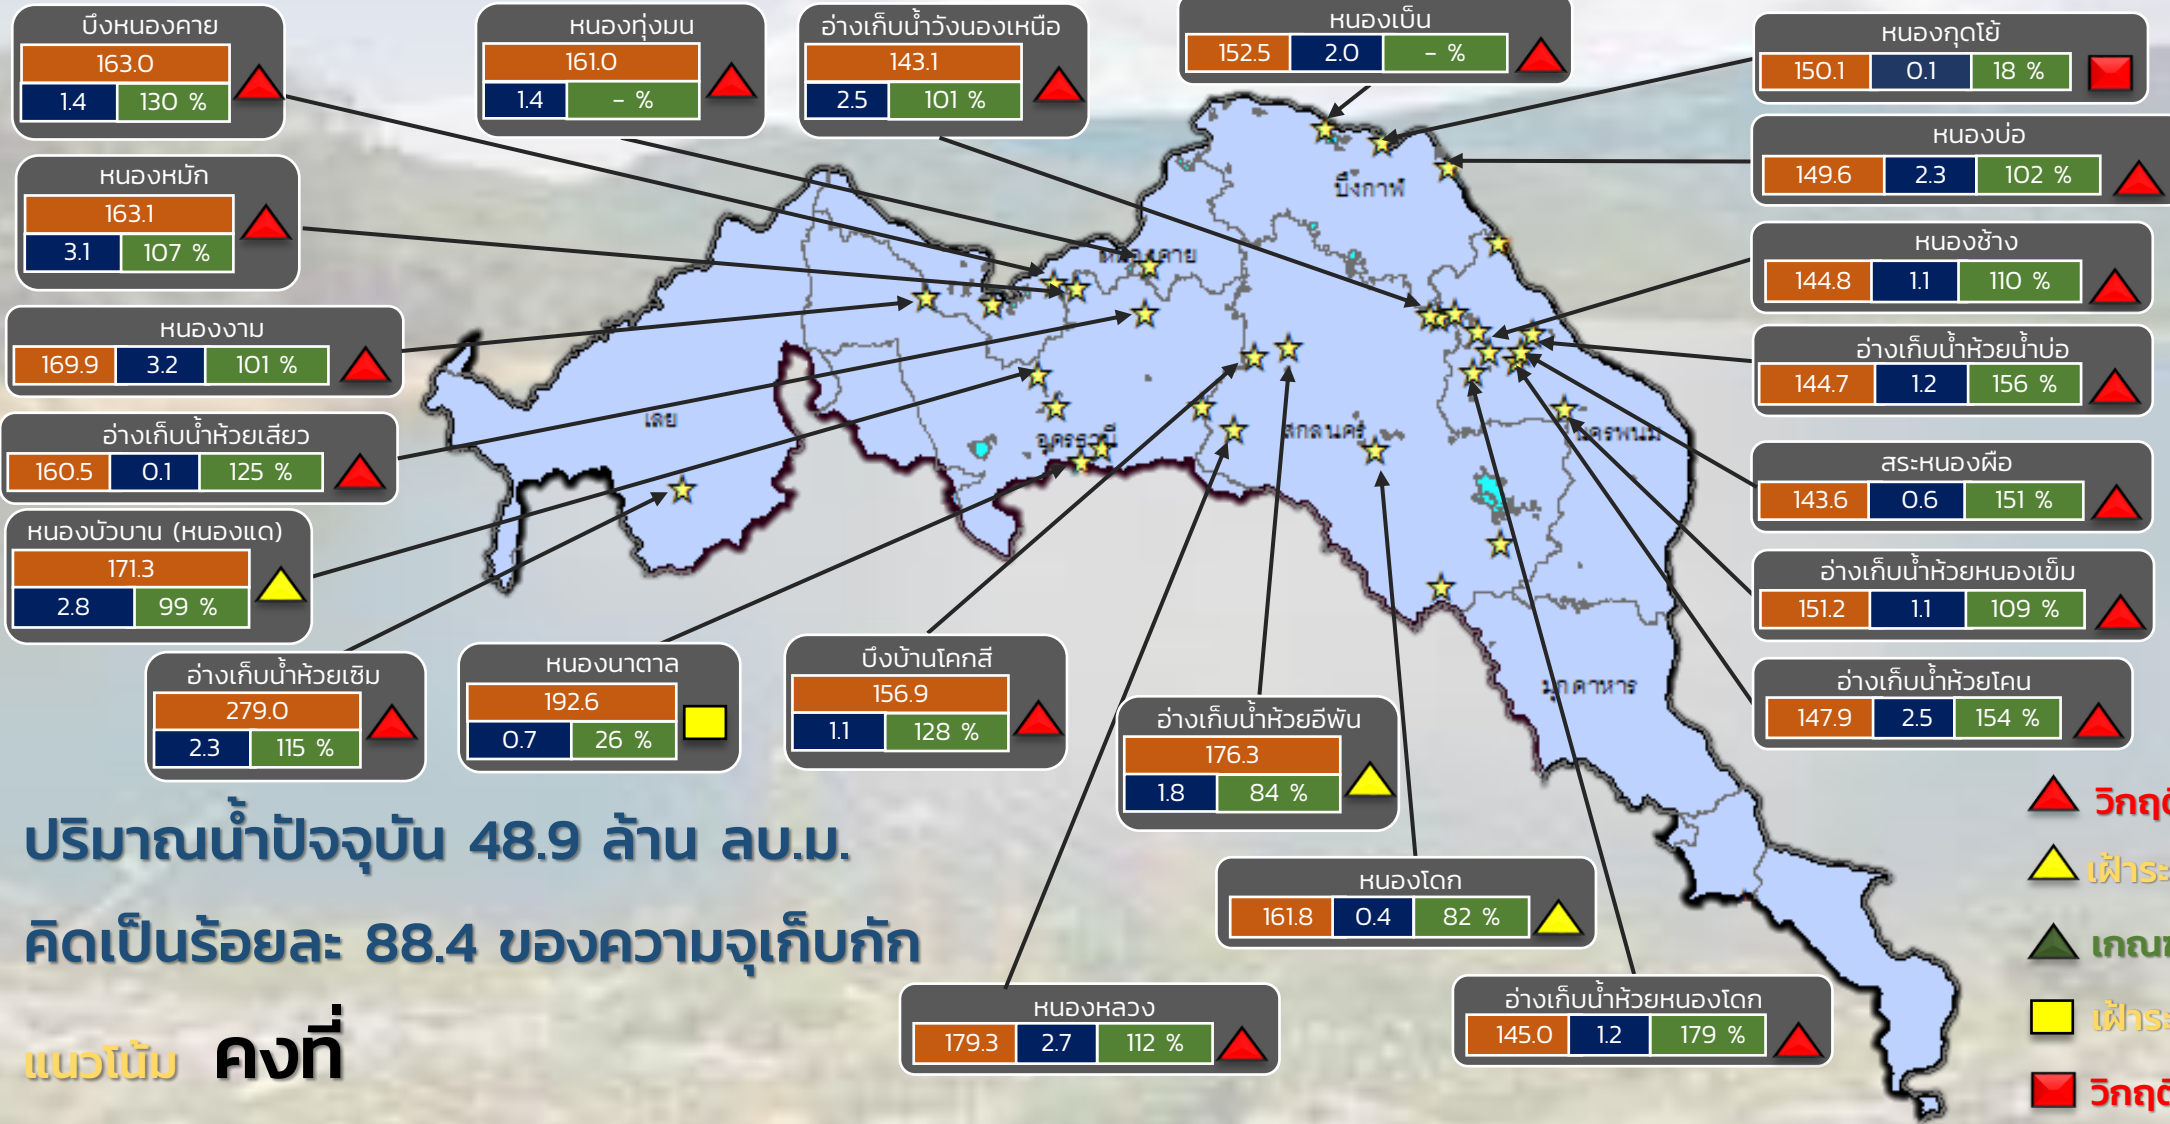 บึงหนองคาย
163.0
1.4 130 %
หนองทุ่งมน
161.0
1.4 - %
อ่างเก็บน้ำวังนองเหนือ
143.1
2.5 101 %
หนองเบ็น
152.5 2.0 - %
หนองกุดโย้
150.1 0.1 18 %
หนองหมัก
163.1
3.1 107 %
หนองบ่อ
149.6 2.3 102 %
หนองช้าง
144.8 1.1 110 %
หนองงาม
169.9 3.2 101 %
อ่างเก็บน้ำห้วยน้ำบ่อ
144.7 1.2 156 %
อ่างเก็บน้ำห้วยเสียว
160.5 0.1 125 %
สระหนองผือ
143.6 0.6 151 %
หนองบัวบาน (หนองแด)
171.3
2.8 99 %
อ่างเก็บน้ำห้วยหนองเข็ม
151.2 1.1 109 %
อ่างเก็บน้ำห้วยเซิม
279.0
2.3 115 %
หนองนาตาล
192.6
0.7 26 %
บึงบ้านโคกสี
156.9
1.1 128 %
อ่างเก็บน้ำห้วยอีพัน
176.3
1.8 84 %
อ่างเก็บน้ำห้วยโคน
147.9 2.5 154 %
หนองโดก
161.8 0.4 82 %
หนองหลวง
179.3 2.7 112 %
อ่างเก็บน้ำห้วยหนองโดก
145.0 1.2 179 %
บึงกาฬ
เลย
อุดรธานี
สกลนคร
นครพนม
มุกดาหาร
ปริมาณน้ำปัจจุบัน 48.9 ล้าน ลบ.ม.
คิดเป็นร้อยละ 88.4 ของความจุเก็บกัก
แนวโน้ม คงที่